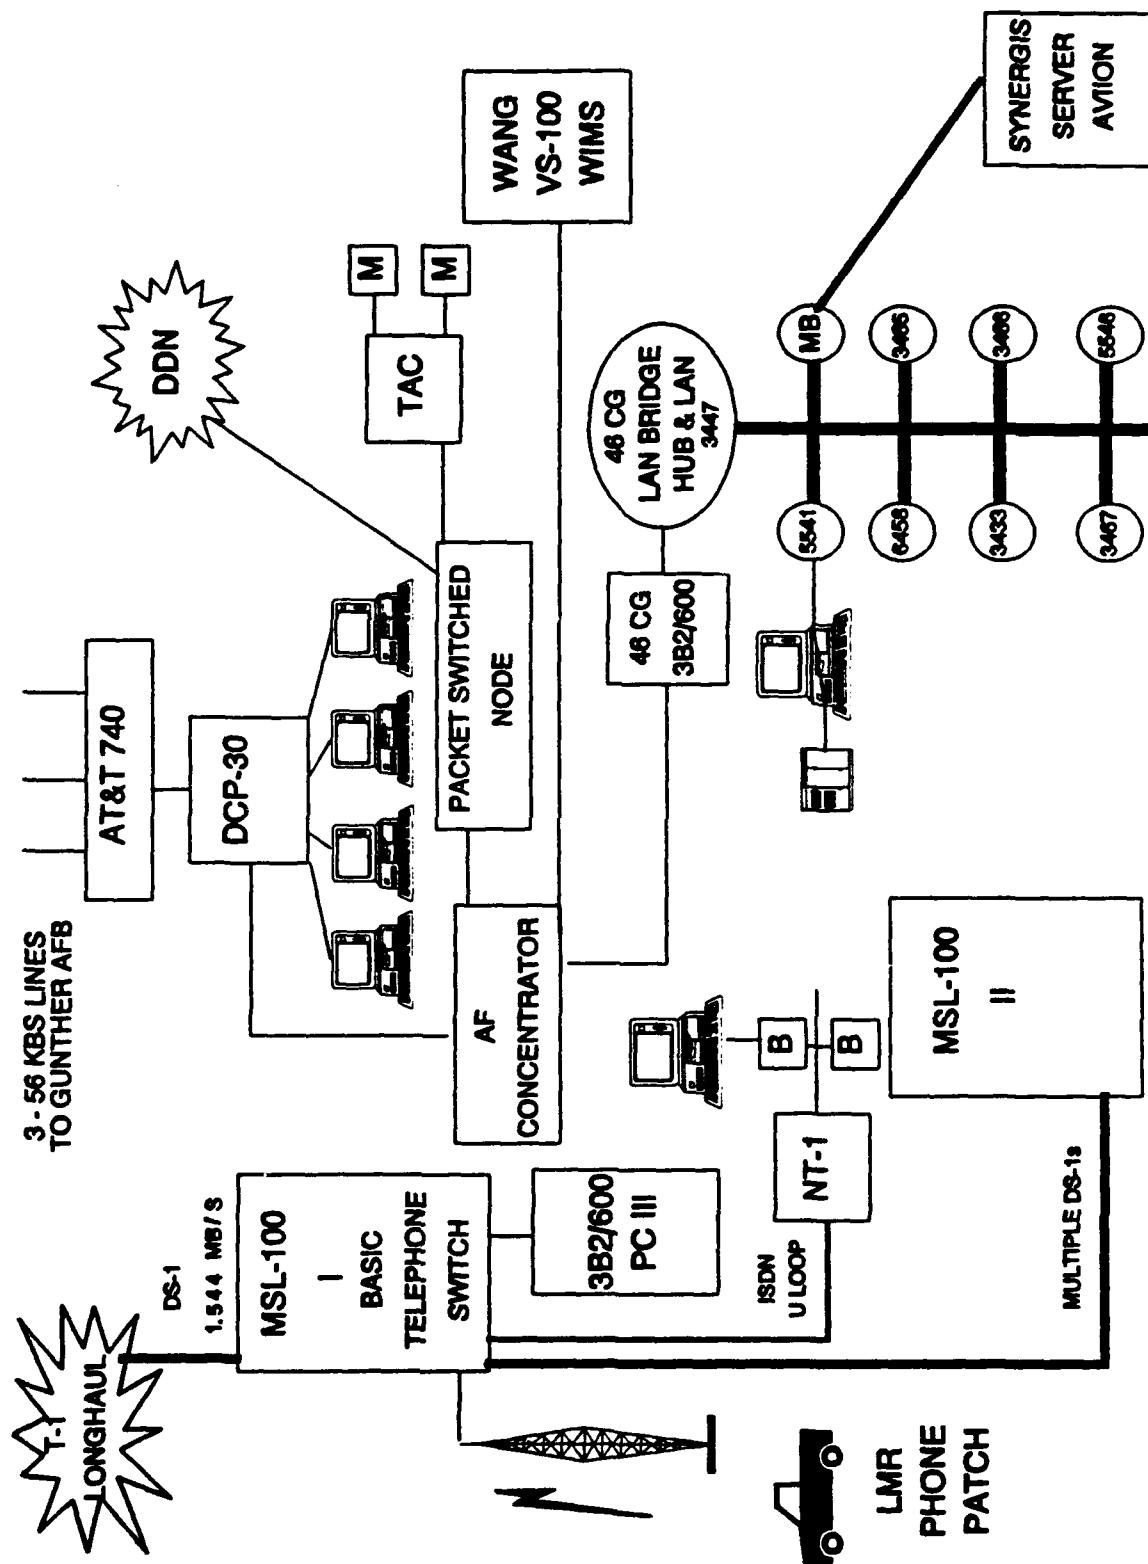 T-1
LONGHAUL
DS-1
1.544 MB/S
MSL-100
I
BASIC
TELEPHONE
SWITCH
3B2/600
PC III
LMR
PHONE
PATCH
ISDN
U LOOP
NT-1
B
B
MULTIPLE DS-1s
MSL-100
II
3 - 56 KBS LINES
TO GUNTHER AFB
AT&T 740
DCP-30
AF
CONCENTRATOR
PACKET SWITCHED
NODE
DDN
TAC
M
M
WANG
VS-100
WIMS
46 CG
3B2/600
46 CG
LAN BRIDGE
HUB & LAN
3447
5541
MB
6458
3465
3433
3466
3467
5546
SYNERGIS
SERVER
AVIION